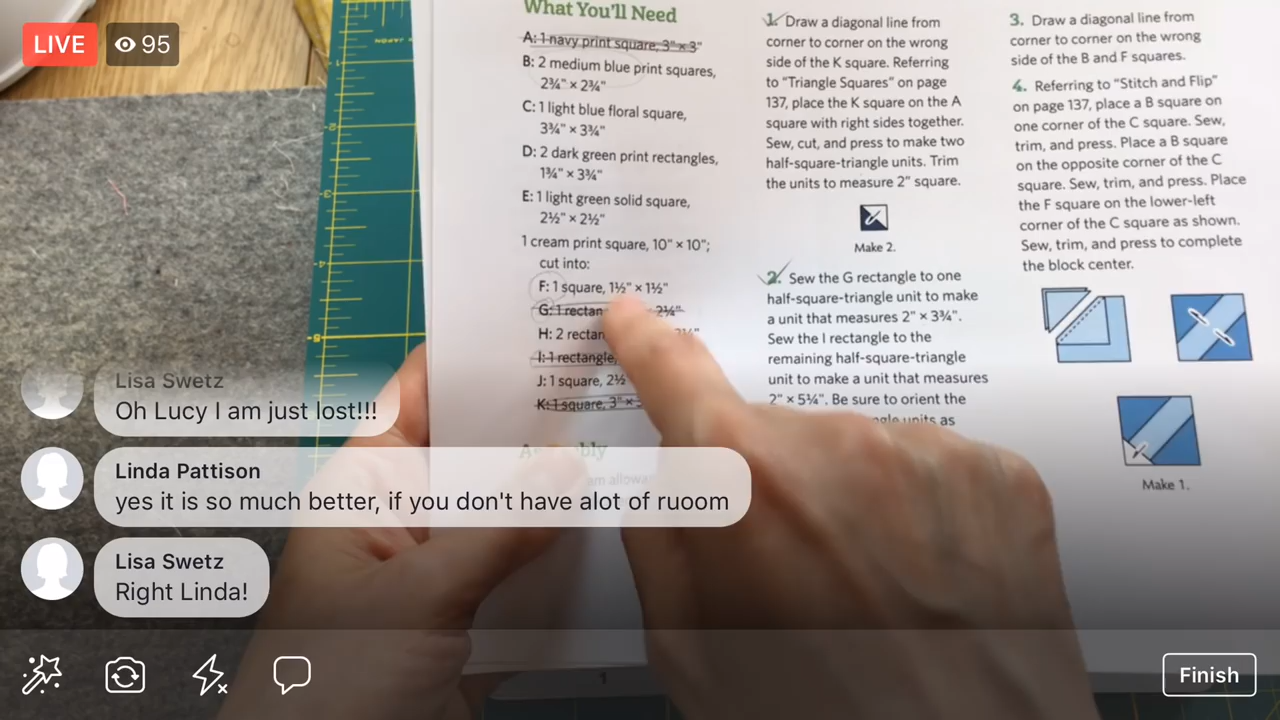 LIVE
95
What You'll Need
A: 1 navy print square, 3" × 3"
B: 2 medium blue print squares,
2¾" × 2¾"
C: 1 light blue floral square,
3¾" × 3¾"
D: 2 dark green print rectangles,
1¾" × 3¾"
E: 1 light green solid square,
2½" × 2½"
1 cream print square, 10" × 10";
cut into:
F: 1 square, 1½" × 1½"
G: 1 2¼"
H: 2
I: 1 rectangle,
J: 1 square, 2½
K: 1 square, 3" ×
1. Draw a diagonal line from
corner to corner on the wrong
side of the K square. Referring
to "Triangle Squares" on page
137, place the K square on the A
square with right sides together.
Sew, cut, and press to make two
half-square-triangle units. Trim
the units to measure 2" square.
Make 2.
2. Sew the G rectangle to one
half-square-triangle unit to make
a unit that measures 2" × 3¾".
Sew the I rectangle to the
remaining half-square-triangle
unit to make a unit that measures
2" × 5¼". Be sure to orient the
units as
3. Draw a diagonal line from
corner to corner on the wrong
side of the B and F squares.
4. Referring to "Stitch and Flip"
on page 137, place a B square on
one corner of the C square. Sew,
trim, and press. Place a B square
on the opposite corner of the C
square. Sew, trim, and press. Place
the F square on the lower-left
corner of the C square as shown.
Sew, trim, and press to complete
the block center.
Make 1.
Lisa Swetz
Oh Lucy I am just lost!!!
Linda Pattison
yes it is so much better, if you don't have alot of ruoom
Lisa Swetz
Right Linda!
Finish